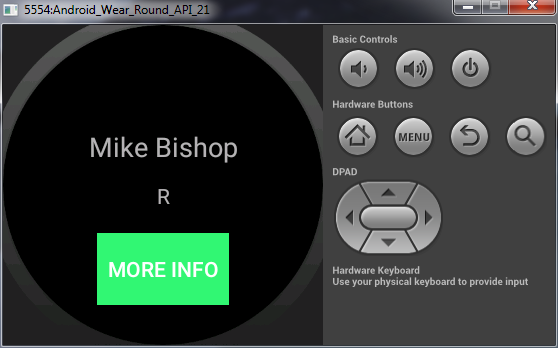 5554:Android_Wear_Round_API_21
Mike Bishop
R
MORE INFO
Basic Controls
Hardware Buttons
MENU
DPAD
Hardware Keyboard
Use your physical keyboard to provide input